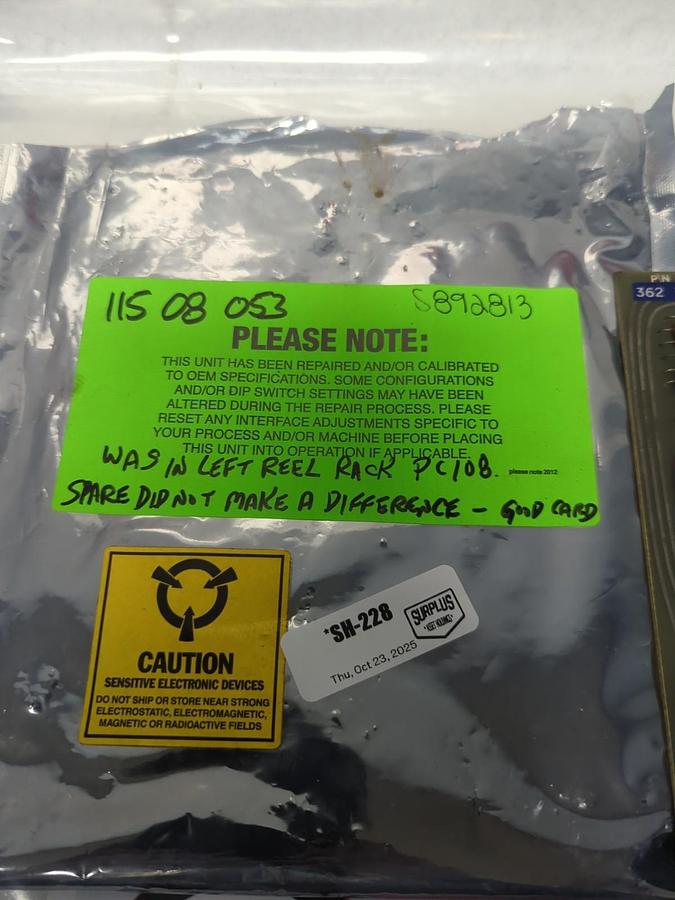 115 08 053
S892813
PLEASE NOTE:
THIS UNIT HAS BEEN REPAIRED AND/OR CALIBRATED
TO OEM SPECIFICATIONS. SOME CONFIGURATIONS
AND/OR DIP SWITCH SETTINGS MAY HAVE BEEN
ALTERED DURING THE REPAIR PROCESS. PLEASE
RESET ANY INTERFACE ADJUSTMENTS SPECIFIC TO
YOUR PROCESS AND/OR MACHINE BEFORE PLACING
THIS UNIT INTO OPERATION IF APPLICABLE.
please note 2012
WAS IN LEFT REEL RACK PC108.
SPARE DID NOT MAKE A DIFFERENCE - GOOD CARD
P\N
362
CAUTION
SENSITIVE ELECTRONIC DEVICES
DO NOT SHIP OR STORE NEAR STRONG
ELECTROSTATIC, ELECTROMAGNETIC,
MAGNETIC OR RADIOACTIVE FIELDS
*SH-228
SURPLUS
Thu, Oct 23, 2025